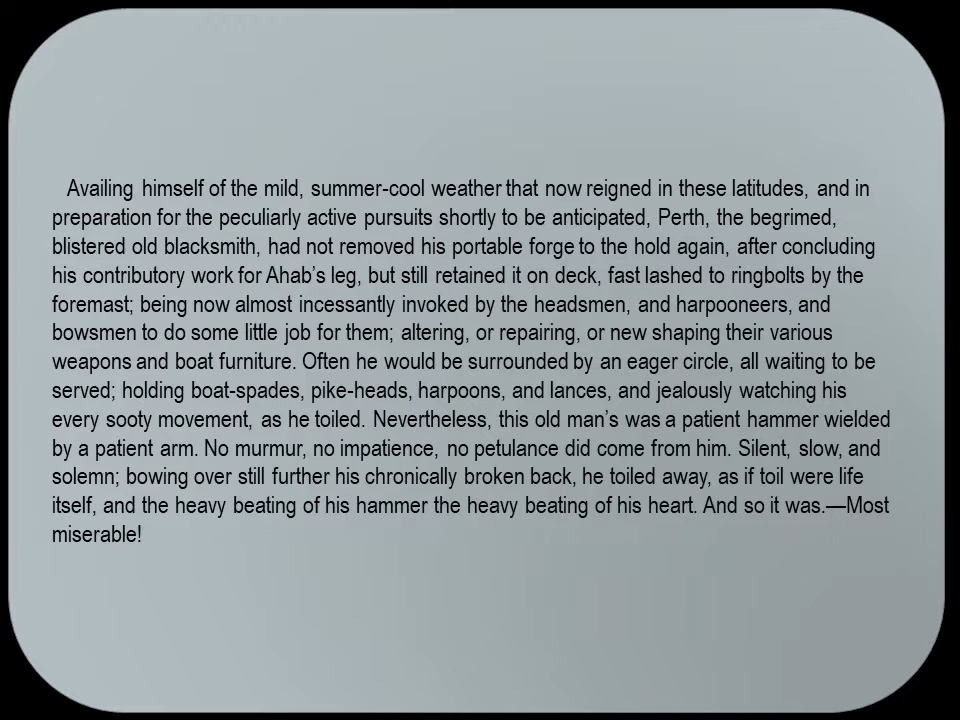 Availing himself of the mild, summer-cool weather that now reigned in these latitudes, and in
preparation for the peculiarly active pursuits shortly to be anticipated, Perth, the begrimed,
blistered old blacksmith, had not removed his portable forge to the hold again, after concluding
his contributory work for Ahab’s leg, but still retained it on deck, fast lashed to ringbolts by the
foremast; being now almost incessantly invoked by the headsmen, and harpooneers, and
bowsmen to do some little job for them; altering, or repairing, or new shaping their various
weapons and boat furniture. Often he would be surrounded by an eager circle, all waiting to be
served; holding boat-spades, pike-heads, harpoons, and lances, and jealously watching his
every sooty movement, as he toiled. Nevertheless, this old man’s was a patient hammer wielded
by a patient arm. No murmur, no impatience, no petulance did come from him. Silent, slow, and
solemn; bowing over still further his chronically broken back, he toiled away, as if toil were life
itself, and the heavy beating of his hammer the heavy beating of his heart. And so it was.—Most
miserable!